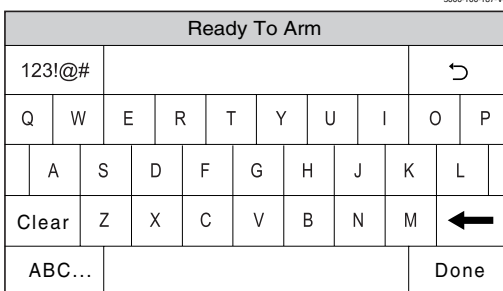 Ready To Arm
123!@#
Q W E R T Y U I O P
A S D F G H J K L
Clear Z X C V B N M
ABC... Done